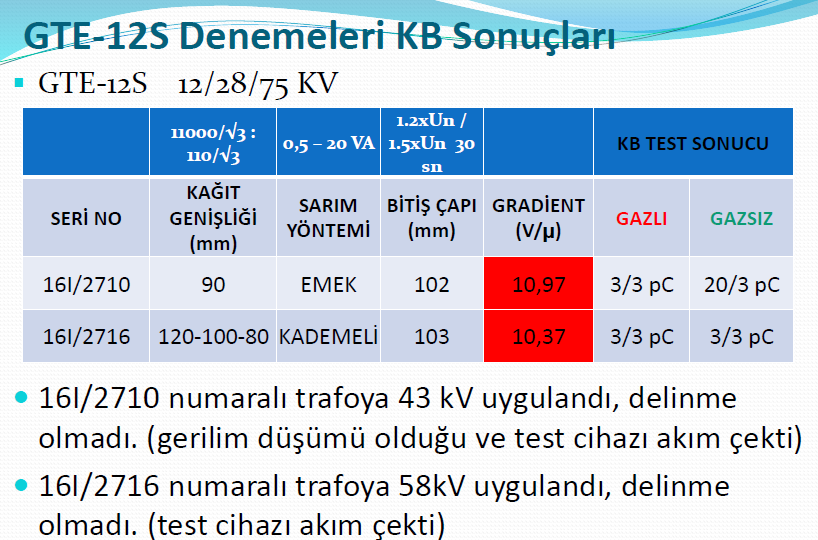 GTE-12S Denemeleri KB Sonuçları
GTE-12S 12/28/75 KV
11000/√3 : 110/√3
0,5 – 20 VA
1.2xUn / 1.5xUn 30 sn
KB TEST SONUCU
SERİ NO
KAĞIT GENİŞLİĞİ (mm)
SARIM YÖNTEMİ
BİTİŞ ÇAPI (mm)
GRADİENT (V/µ)
GAZLI
GAZSIZ
16I/2710 90 EMEK 102 10,97 3/3 pC 20/3 pC
16I/2716 120-100-80 KADEMELİ 103 10,37 3/3 pC 3/3 pC
16I/2710 numaralı trafoya 43 kV uygulandı, delinme
olmadı. (gerilim düşümü olduğu ve test cihazı akım çekti)
16I/2716 numaralı trafoya 58kV uygulandı, delinme
olmadı. (test cihazı akım çekti)